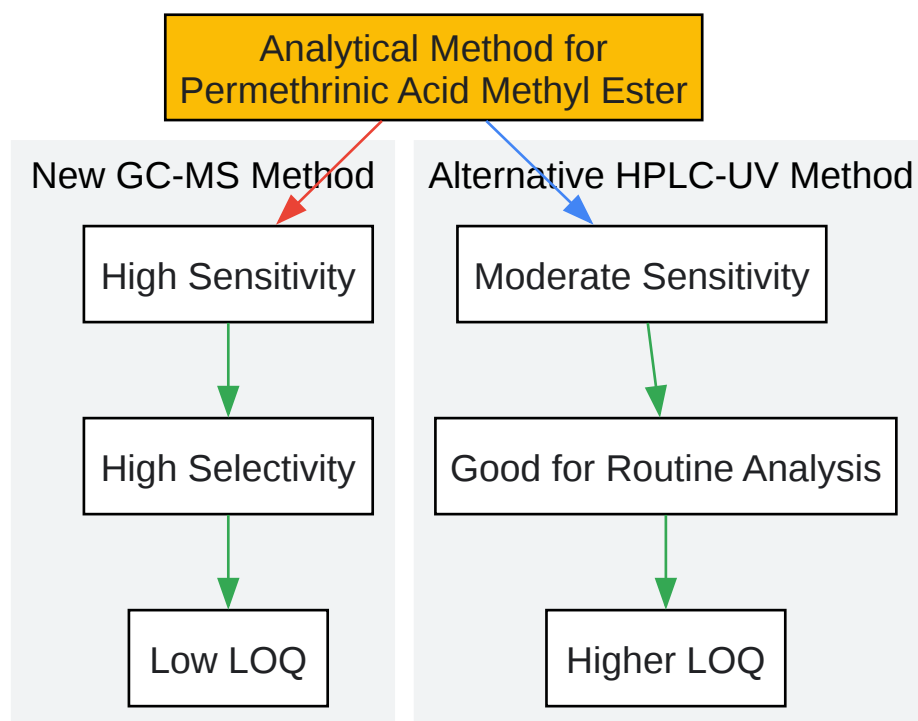 Analytical Method for
Permethrinic Acid Methyl Ester
New GC-MS Method
High Sensitivity
High Selectivity
Low LOQ
Alternative HPLC-UV Method
Moderate Sensitivity
Good for Routine Analysis
Higher LOQ